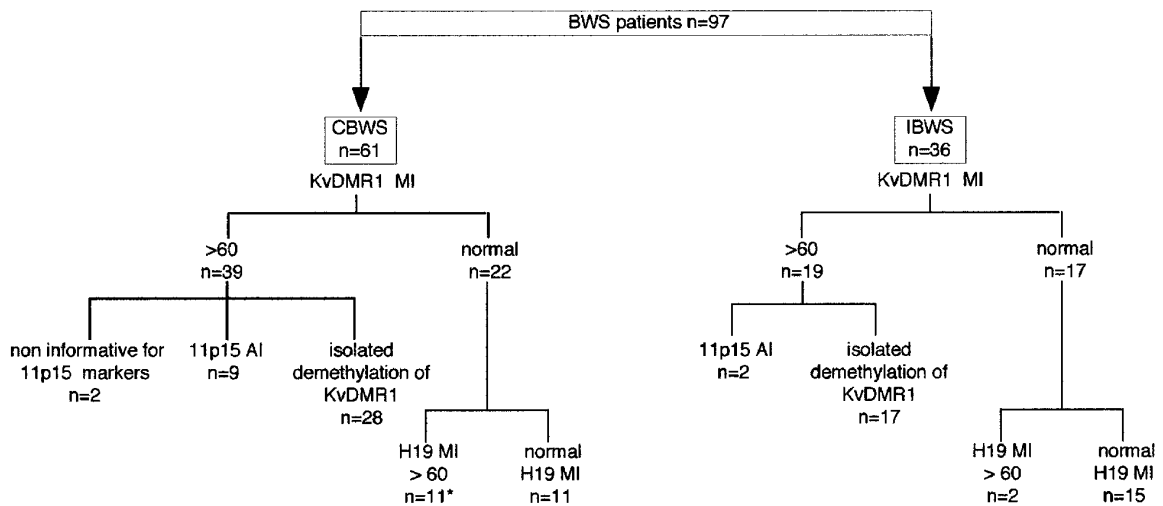 BWS patients n=97
CBWS
n=61
KvDMR1 MI
>60
n=39
normal
n=22
non informative for
11p15 markers
n=2
11p15 AI
n=9
isolated
demethylation of
KvDMR1
n=28
H19 MI
> 60
n=11*
normal
H19 MI
n=11
IBWS
n=36
KvDMR1 MI
>60
n=19
normal
n=17
11p15 AI
n=2
isolated
demethylation of
KvDMR1
n=17
H19 MI
> 60
n=2
normal
H19 MI
n=15